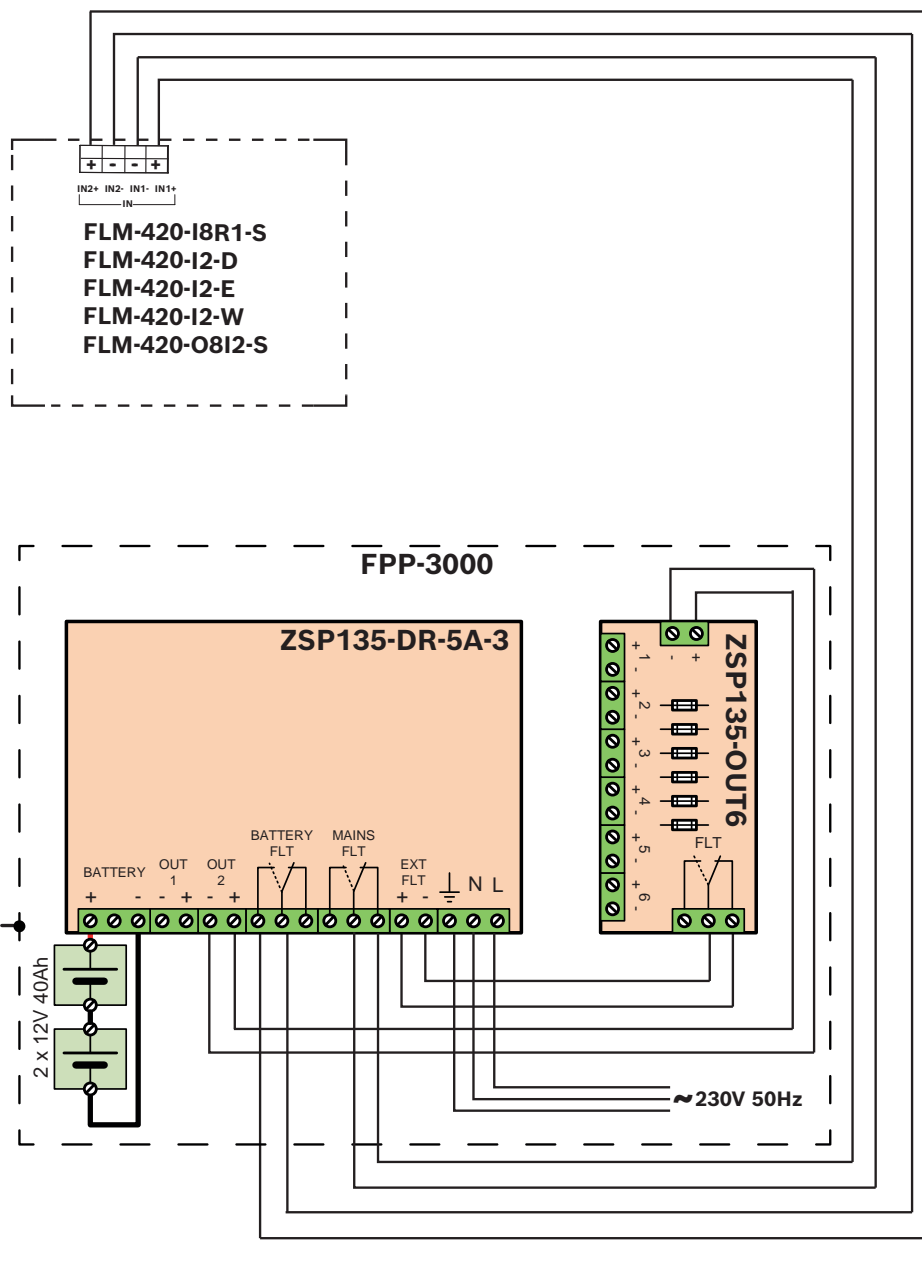 + - - +
IN2+ IN2- IN1- IN1+
IN
FLM-420-I8R1-S
FLM-420-I2-D
FLM-420-I2-E
FLM-420-I2-W
FLM-420-O8I2-S
FPP-3000
ZSP135-DR-5A-3
BATTERY
+ -
OUT
1
- +
OUT
2
- +
BATTERY
FLT
MAINS
FLT
EXT
FLT
+ -
N L
ZSP135-OUT6
- +
+ 1 -
+ 2 -
+ 3 -
+ 4 -
+ 5 -
+ 6 -
FLT
2 x 12V 40Ah
~230V 50Hz